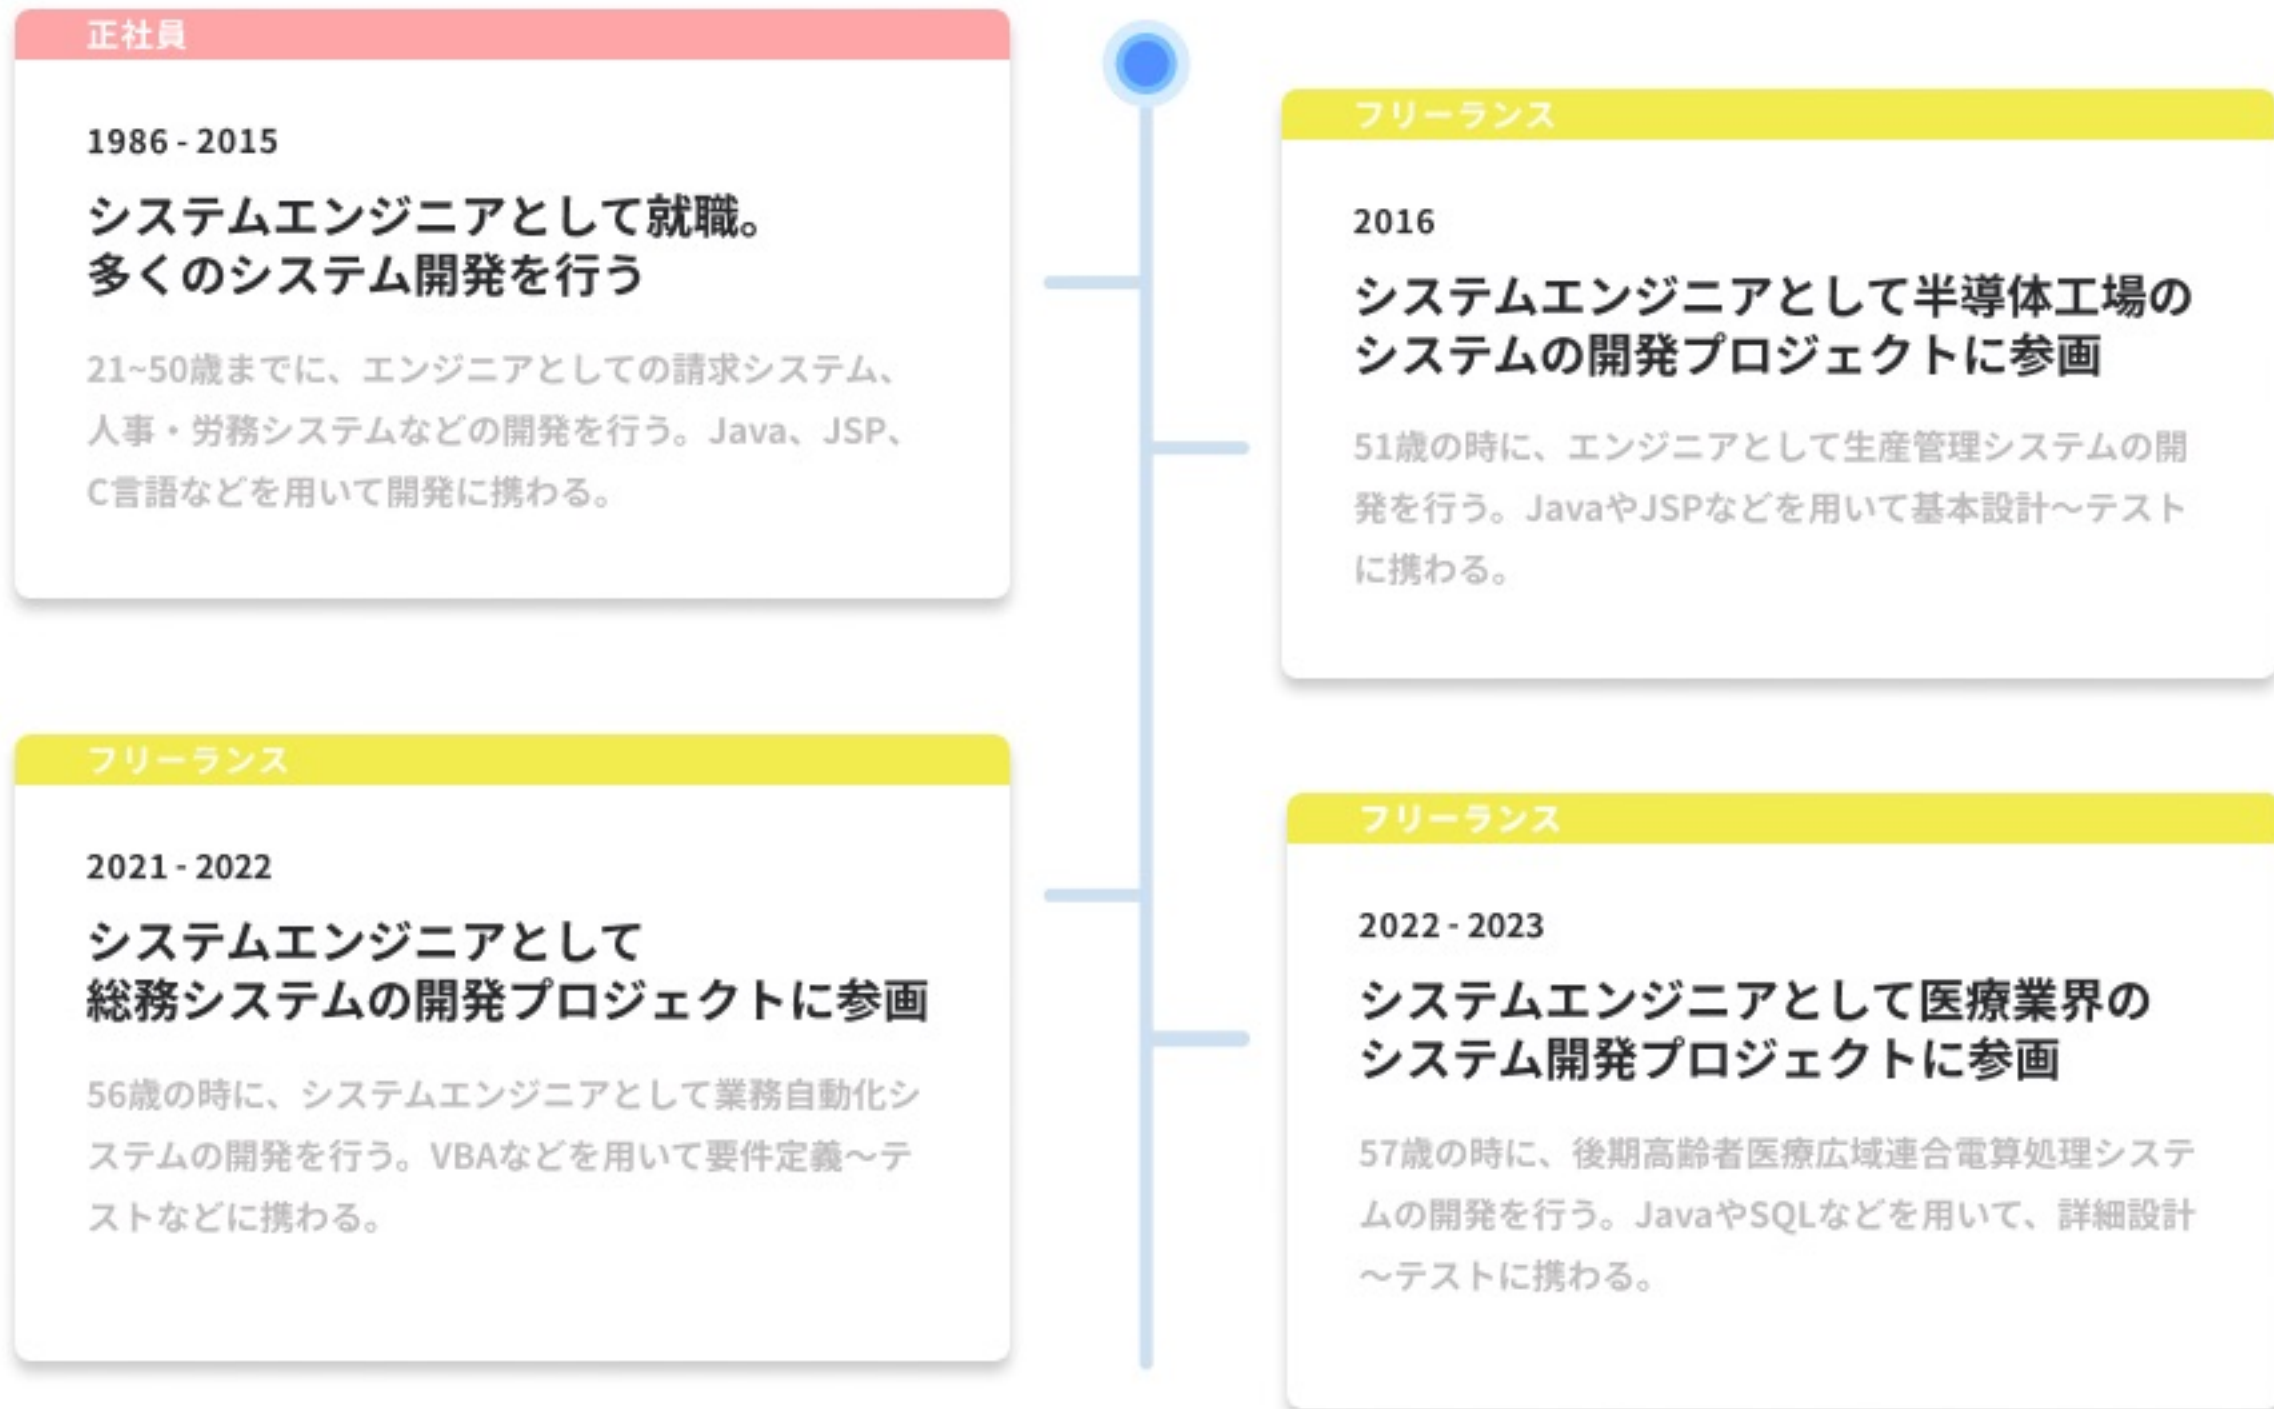 正社員
1986 - 2015
システムエンジニアとして就職。
多くのシステム開発を行う
21~50歳までに、エンジニアとしての請求システム、
人事・労務システムなどの開発を行う。Java、JSP、
C言語などを用いて開発に携わる。
フリーランス
2016
システムエンジニアとして半導体工場の
システムの開発プロジェクトに参画
51歳の時に、エンジニアとして生産管理システムの開
発を行う。JavaやJSPなどを用いて基本設計〜テスト
に携わる。
フリーランス
2021 - 2022
システムエンジニアとして
総務システムの開発プロジェクトに参画
56歳の時に、システムエンジニアとして業務自動化シ
ステムの開発を行う。VBAなどを用いて要件定義〜テ
ストなどに携わる。
フリーランス
2022 - 2023
システムエンジニアとして医療業界の
システム開発プロジェクトに参画
57歳の時に、後期高齢者医療広域連合電算処理システ
ムの開発を行う。JavaやSQLなどを用いて、詳細設計
〜テストに携わる。